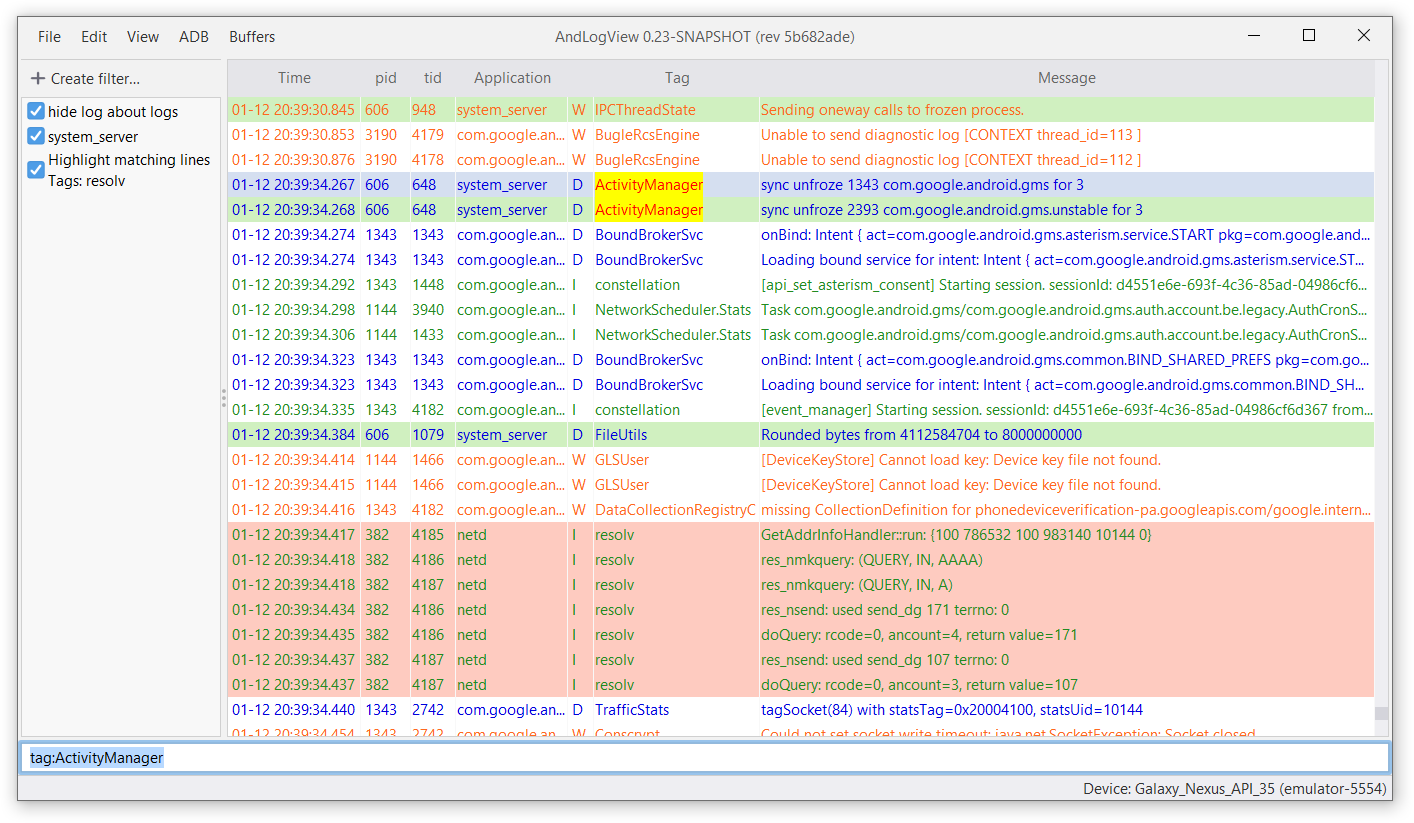 File Edit View ADB Buffers AndLogView 0.23-SNAPSHOT (rev 5b682ade)
Create filter...
hide log about logs
system_server
Highlight matching lines
Tags: resolv
Time pid tid Application Tag Message
01-12 20:39:30.845 606 948 system_server W IPCThreadState Sending oneway calls to frozen process.
01-12 20:39:30.853 3190 4179 com.google.an... W BugleRcsEngine Unable to send diagnostic log [CONTEXT thread_id=113 ]
01-12 20:39:30.876 3190 4178 com.google.an... W BugleRcsEngine Unable to send diagnostic log [CONTEXT thread_id=112 ]
01-12 20:39:34.267 606 648 system_server D ActivityManager sync unfroze 1343 com.google.android.gms for 3
01-12 20:39:34.268 606 648 system_server D ActivityManager sync unfroze 2393 com.google.android.gms.unstable for 3
01-12 20:39:34.274 1343 1343 com.google.an... D BoundBrokerSvc onBind: Intent { act=com.google.android.gms.asterism.service.START pkg=com.google.and...
01-12 20:39:34.274 1343 1343 com.google.an... D BoundBrokerSvc Loading bound service for intent: Intent { act=com.google.android.gms.asterism.service.ST...
01-12 20:39:34.292 1343 1448 com.google.an... I constellation [api_set_asterism_consent] Starting session. sessionId: d4551e6e-693f-4c36-85ad-04986cf6...
01-12 20:39:34.298 1144 3940 com.google.an... I NetworkScheduler.Stats Task com.google.android.gms/com.google.android.gms.auth.account.be.legacy.AuthCronS...
01-12 20:39:34.306 1144 1433 com.google.an... I NetworkScheduler.Stats Task com.google.android.gms/com.google.android.gms.auth.account.be.legacy.AuthCronS...
01-12 20:39:34.323 1343 1343 com.google.an... D BoundBrokerSvc onBind: Intent { act=com.google.android.gms.common.BIND_SHARED_PREFS pkg=com.go...
01-12 20:39:34.323 1343 1343 com.google.an... D BoundBrokerSvc Loading bound service for intent: Intent { act=com.google.android.gms.common.BIND_SH...
01-12 20:39:34.335 1343 4182 com.google.an... I constellation [event_manager] Starting session. sessionId: d4551e6e-693f-4c36-85ad-04986cf6d367 from...
01-12 20:39:34.384 606 1079 system_server D FileUtils Rounded bytes from 4112584704 to 8000000000
01-12 20:39:34.414 1144 1466 com.google.an... W GLSUser [DeviceKeyStore] Cannot load key: Device key file not found.
01-12 20:39:34.415 1144 1466 com.google.an... W GLSUser [DeviceKeyStore] Cannot load key: Device key file not found.
01-12 20:39:34.416 1343 4182 com.google.an... W DataCollectionRegistryC missing CollectionDefinition for phonedeviceverification-pa.googleapis.com/google.intern...
01-12 20:39:34.417 382 4185 netd I resolv GetAddrInfoHandler::run: {100 786532 100 983140 10144 0}
01-12 20:39:34.418 382 4186 netd I resolv res_nmkquery: (QUERY, IN, AAAA)
01-12 20:39:34.418 382 4187 netd I resolv res_nmkquery: (QUERY, IN, A)
01-12 20:39:34.434 382 4186 netd I resolv res_nsend: used send_dg 171 terrno: 0
01-12 20:39:34.435 382 4186 netd I resolv doQuery: rcode=0, ancount=4, return value=171
01-12 20:39:34.437 382 4187 netd I resolv res_nsend: used send_dg 107 terrno: 0
01-12 20:39:34.437 382 4187 netd I resolv doQuery: rcode=0, ancount=3, return value=107
01-12 20:39:34.440 1343 2742 com.google.an... D TrafficStats tagSocket(84) with statsTag=0x20004100, statsUid=10144
01-12 20:39:34.454 1343 2742 com.google.an... W Conscrypt Could not set socket write timeout: java.net.SocketException: Socket closed
tag:ActivityManager
Device: Galaxy_Nexus_API_35 (emulator-5554)